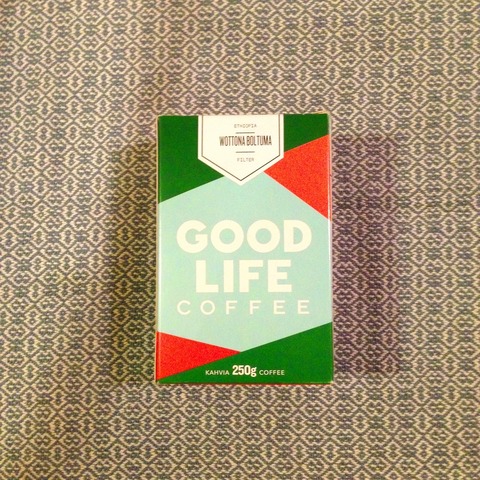 ETHIOPIA
WOTTONA BOLTUMA
FILTER
GOOD
LIFE
COFFEE
KAHVIA 250g COFFEE